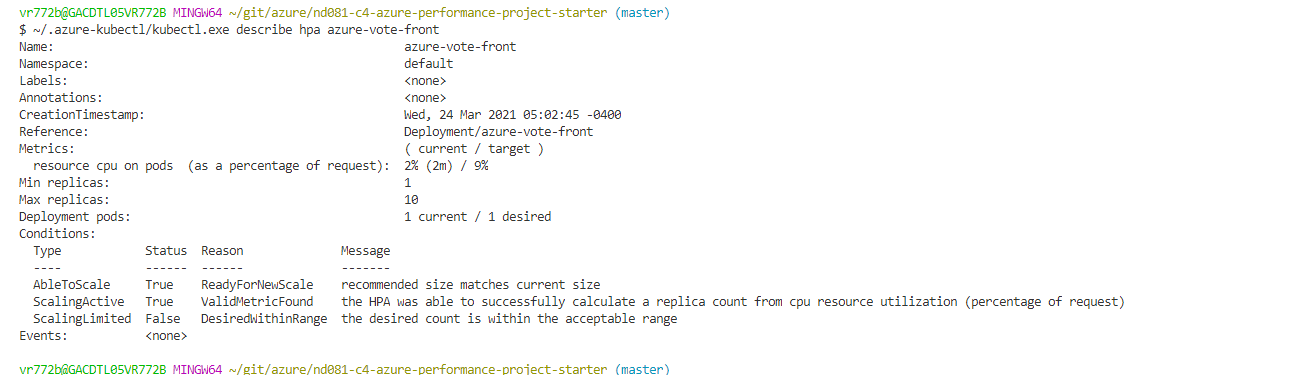 vr772b@GACDTL05VR772B MINGW64 ~/git/azure/nd081-c4-azure-performance-project-starter (master)
$ ~/.azure-kubectl/kubectl.exe describe hpa azure-vote-front
Name: azure-vote-front
Namespace: default
Labels: <none>
Annotations: <none>
CreationTimestamp: Wed, 24 Mar 2021 05:02:45 -0400
Reference: Deployment/azure-vote-front
Metrics: ( current / target )
resource cpu on pods (as a percentage of request): 2% (2m) / 9%
Min replicas: 1
Max replicas: 10
Deployment pods: 1 current / 1 desired
Conditions:
Type Status Reason Message
---- ------ ------ -------
AbleToScale True ReadyForNewScale recommended size matches current size
ScalingActive True ValidMetricFound the HPA was able to successfully calculate a replica count from cpu resource utilization (percentage of request)
ScalingLimited False DesiredWithinRange the desired count is within the acceptable range
Events: <none>
vr772b@GACDTL05VR772B MINGW64 ~/git/azure/nd081-c4-azure-performance-project-starter (master)